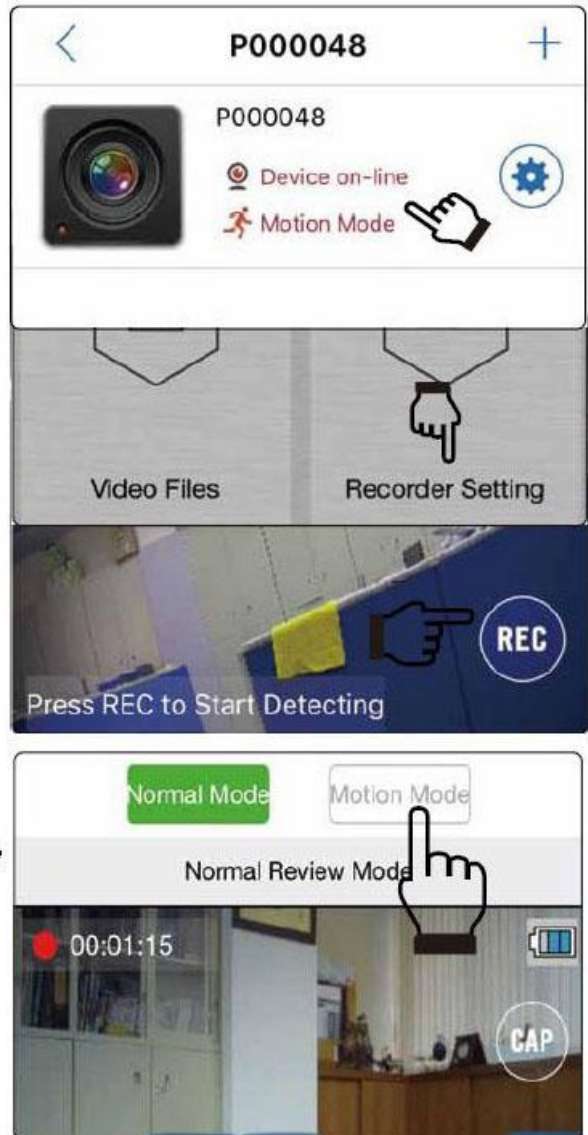 P000048
P000048
Device on-line
Motion Mode
Video Files
Recorder Setting
REC
Press REC to Start Detecting
Normal Mode
Motion Mode
Normal Review Mode
00:01:15
CAP